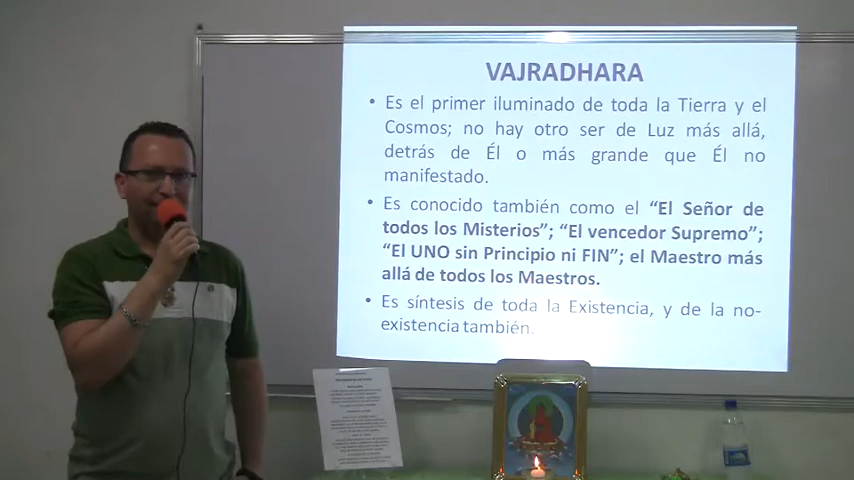 VAJRADHARA
• Es el primer iluminado de toda la Tierra y el
Cosmos; no hay otro ser de Luz más allá,
detrás de Él o más grande que Él no
manifestado.
• Es conocido también como el “El Señor de
todos los Misterios”; “El vencedor Supremo”;
“El UNO sin Principio ni FIN”; el Maestro más
allá de Todos los Maestros.
• Es síntesis de toda la Existencia, y de la no-
existencia también.